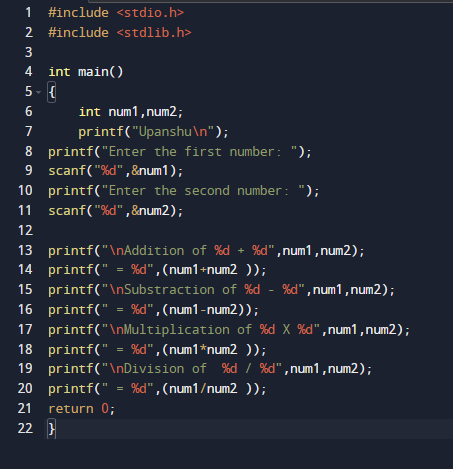 1 #include <stdio.h>
2 #include <stdlib.h>
3
4 int main()
5 {
6     int num1,num2;
7     printf("Upanshu\n");
8 printf("Enter the first number: ");
9 scanf("%d",&num1);
10 printf("Enter the second number: ");
11 scanf("%d",&num2);
12
13 printf("\nAddition of %d + %d",num1,num2);
14 printf(" = %d",(num1+num2 ));
15 printf("\nSubstraction of %d - %d",num1,num2);
16 printf(" = %d",(num1-num2));
17 printf("\nMultiplication of %d X %d",num1,num2);
18 printf(" = %d",(num1*num2 ));
19 printf("\nDivision of  %d / %d",num1,num2);
20 printf(" = %d",(num1/num2 ));
21 return 0;
22 }